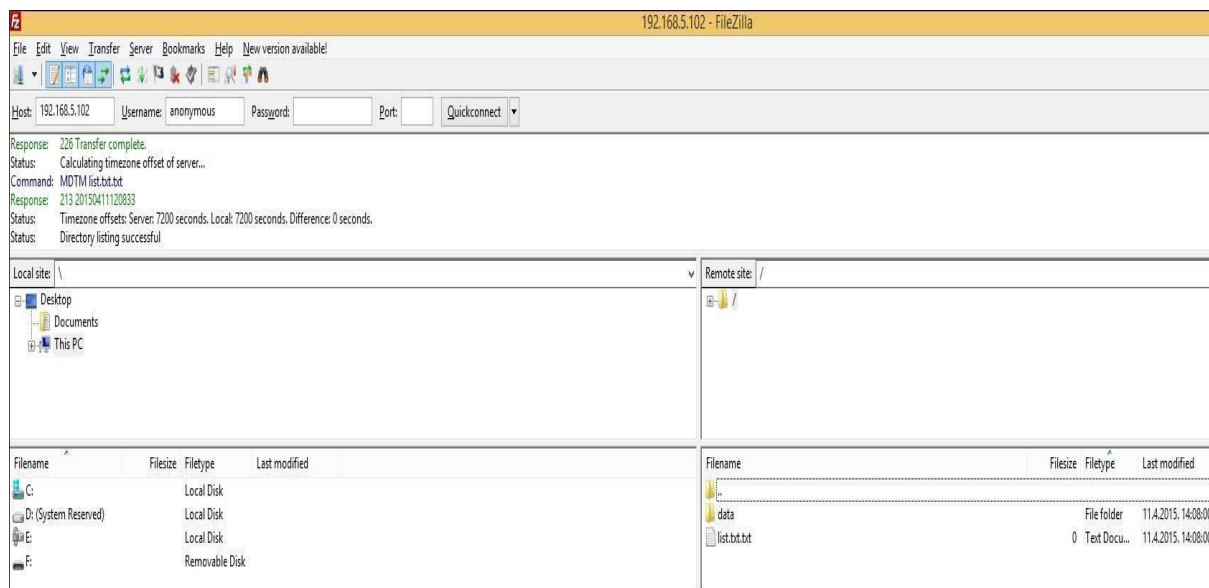 192.168.5.102 - FileZilla
File Edit View Transfer Server Bookmarks Help New version available!
Host: 192.168.5.102 Username: anonymous Password: Port: Quickconnect
Response: 226 Transfer complete.
Status: Calculating timezone offset of server...
Command: MDTM list.txt.txt
Response: 213 20150411120833
Status: Timezone offsets: Server: 7200 seconds. Local: 7200 seconds. Difference: 0 seconds.
Status: Directory listing successful
Local site: \
Remote site: /
Desktop
Documents
This PC
/
Filename Filesize Filetype Last modified
C: Local Disk
D: (System Reserved) Local Disk
E: Local Disk
F: Removable Disk
Filename Filesize Filetype Last modified
..
data File folder 11.4.2015. 14:08:00
list.txt.txt 0 Text Docu... 11.4.2015. 14:08:00